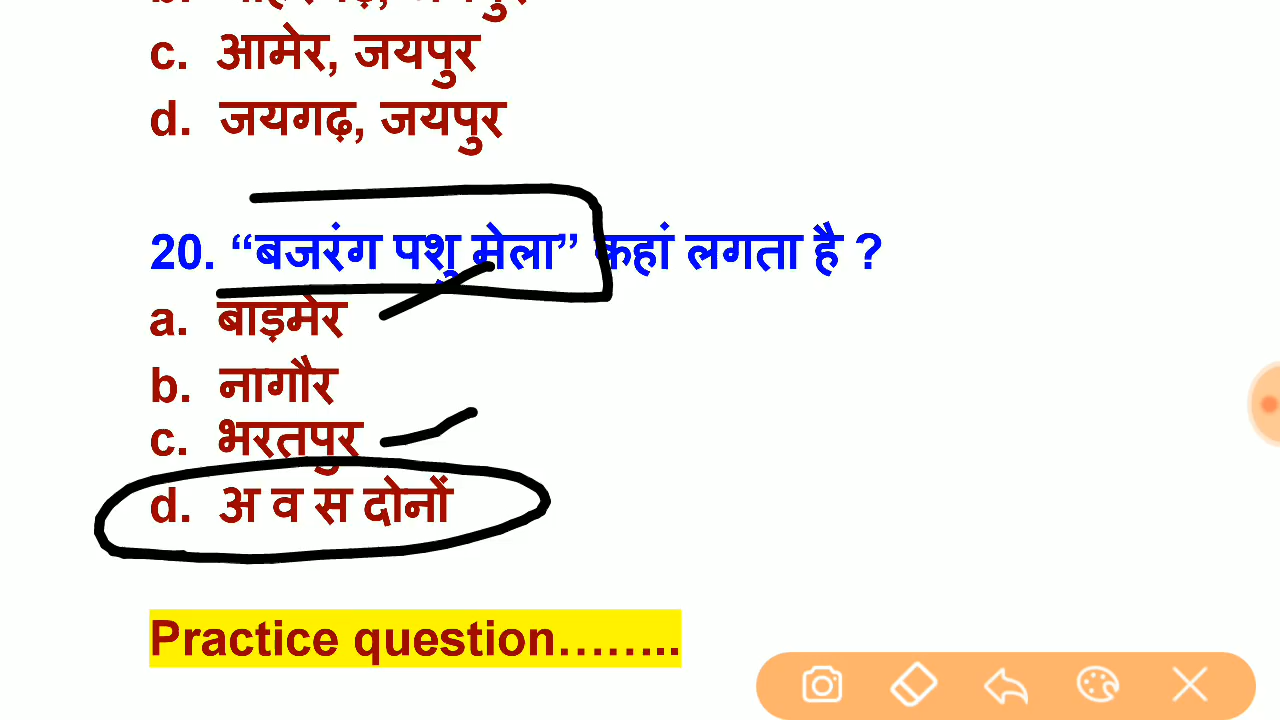 c. आमेर, जयपुर
d. जयगढ़, जयपुर
20. “बजरंग पशु मेला” कहां लगता है ?
a. बाड़मेर
b. नागौर
c. भरतपुर
d. अ व स दोनों
Practice question……..